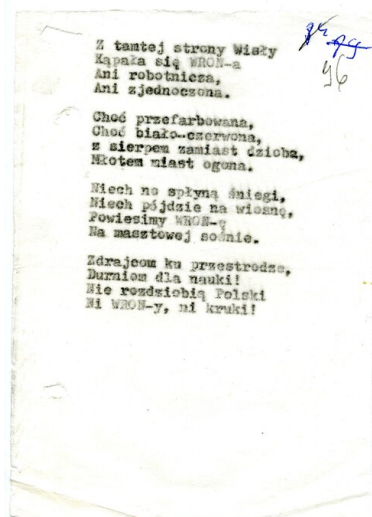 Z tamtej strony Wisły
Kąpała się WRON-a
Ani robotnicza,
Ani zjednoczona.
Choć przefarbowana,
Choć biało-czerwona,
z sierpem zamiast dzioba,
Młotem miast ogona.
Niech no spłyną śniegi,
Niech pójdzie na wiosnę,
Powiesimy WRON-ę
Na masztowej sośnie.
Zdrajcom ku przestrodze,
Durniom dla nauki!
Nie rozdziobią Polski
Ni WRON-y, ni kruki!
96